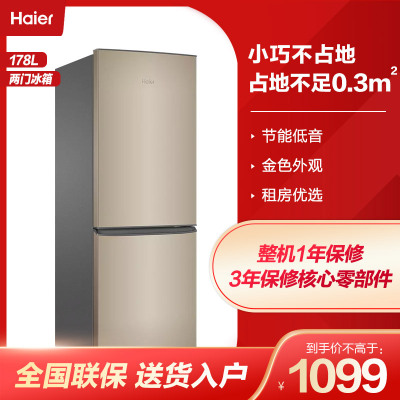 Haier
178L
两门冰箱
小巧不占地
占地不足0.3m²
Haier
节能低音
金色外观
租房优选
整机1年保修
3年保修核心零部件
全国联保 送货入户
到手价不高于:
¥1099